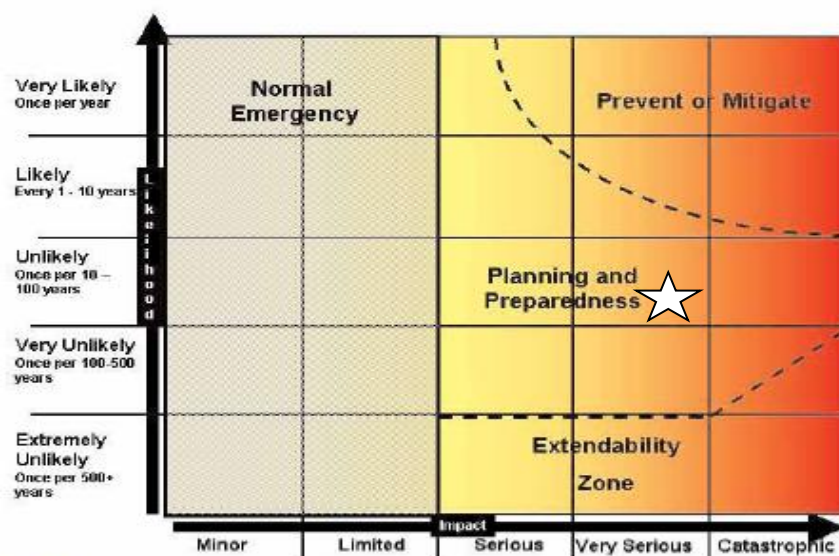 Very Likely
Once per year
Likely
Every 1 - 10 years
Unlikely
Once per 10 –
100 years
Very Unlikely
Once per 100-500
years
Extremely
Unlikely
Once per 500+
years
Likeliihood
Normal
Emergency
Prevent or Mitigate
Planning and
Preparedness
Extendability
Zone
Impact
Minor
Limited
Serious
Very Serious
Catastrophic